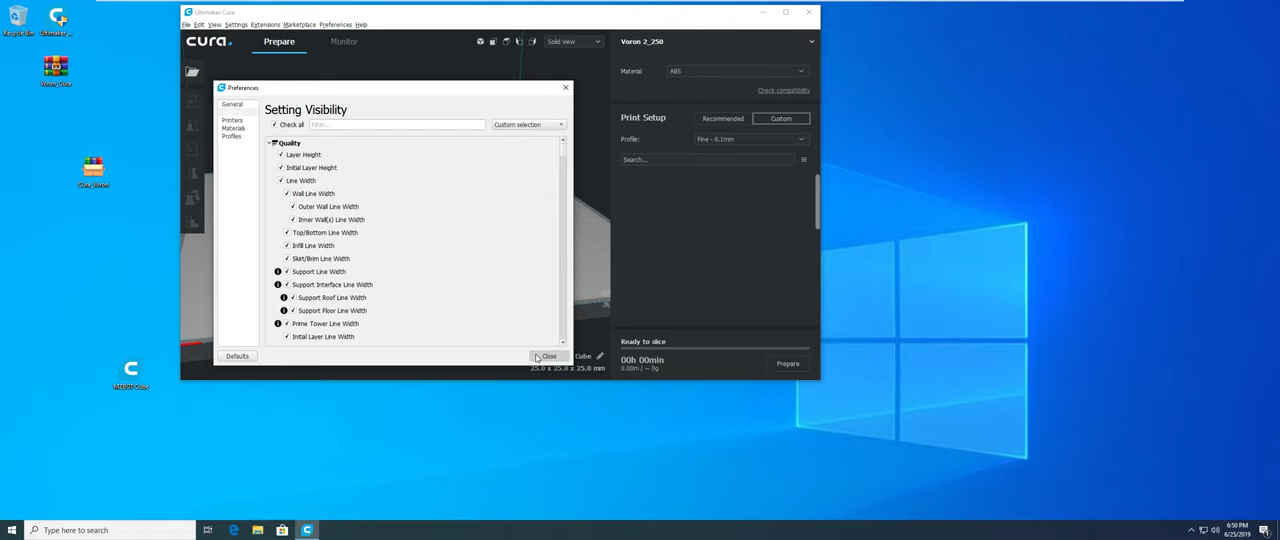 Recycle Bin
Ultimaker_...
Voron_Cura
Cura_Voron
MZBOT Cube
Ultimaker Cura
File Edit View Settings Extensions Marketplace Preferences Help
cura.
Prepare
Monitor
Solid view
Voron 2_250
Material
ABS
Check compatibility
Print Setup
Recommended
Custom
Profile:
Fine - 0.1mm
Search...
Ready to slice
00h 00min
0.00m / ~ 0g
Prepare
Preferences
General
Printers
Materials
Profiles
Setting Visibility
Check all
Filter...
Custom selection
Quality
Layer Height
Initial Layer Height
Line Width
Wall Line Width
Outer Wall Line Width
Inner Wall(s) Line Width
Top/Bottom Line Width
Infill Line Width
Skirt/Brim Line Width
Support Line Width
Support Interface Line Width
Support Roof Line Width
Support Floor Line Width
Prime Tower Line Width
Initial Layer Line Width
Defaults
Close
Cube
25.0 x 25.0 x 25.0 mm
Type here to search
6:50 PM
6/25/2019